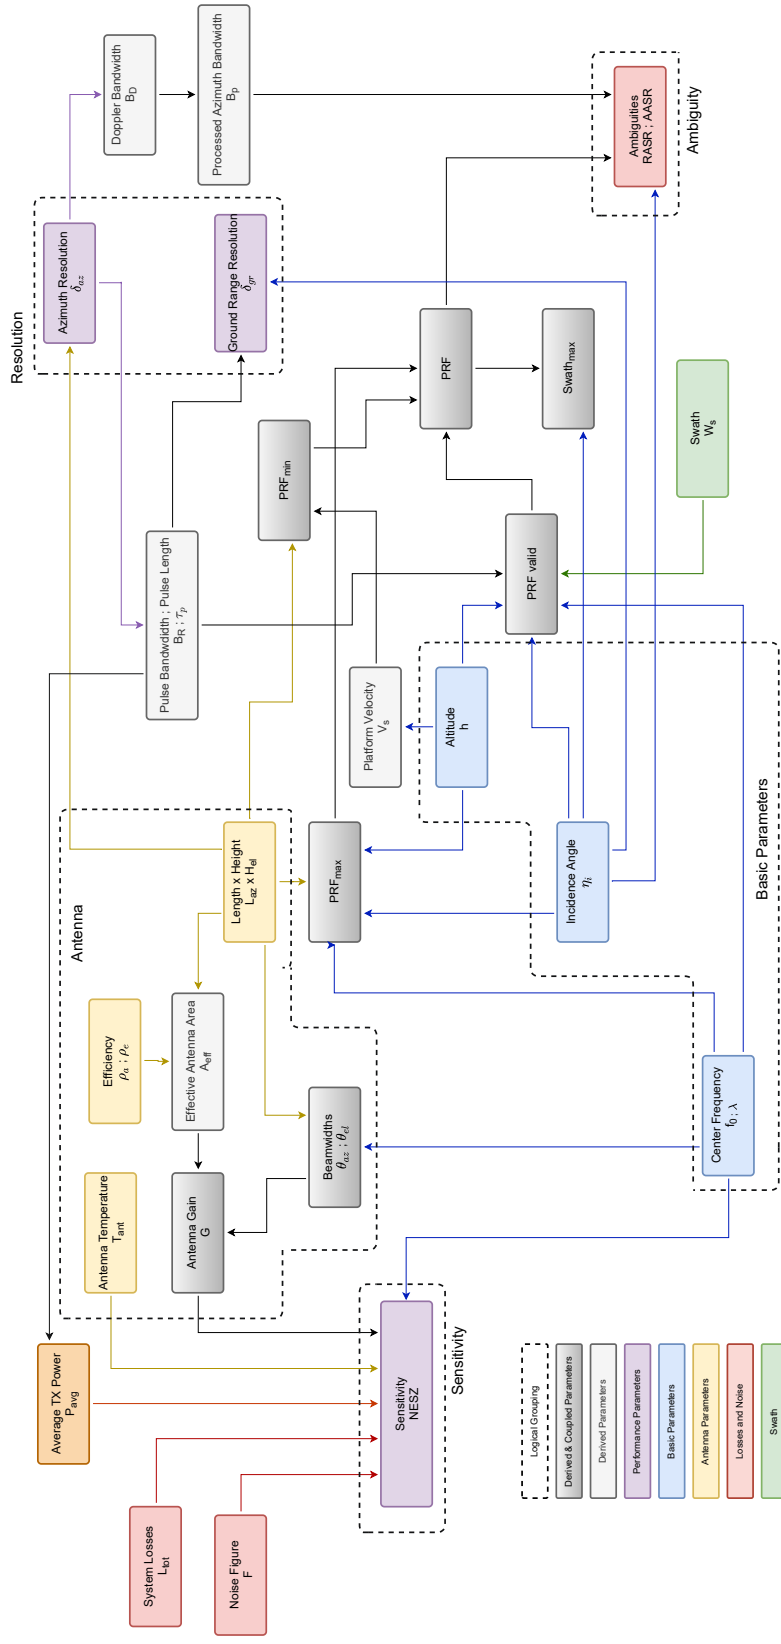 System Losses
L_tot
Noise Figure
F
Average TX Power
P_avg
Sensitivity
NESZ
Sensitivity
Antenna Temperature
T_ant
Antenna Gain
G
Efficiency
ρ_a ; ρ_e
Effective Antenna Area
A_eff
Beamwidths
θ_az ; θ_el
Antenna
Length x Height
L_az x H_el
PRF_max
Center Frequency
f_0 ; λ
Incidence Angle
η_i
Altitude
h
Platform Velocity
V_s
Basic Parameters
Pulse Bandwdidth ; Pulse Length
B_R ; τ_p
PRF_min
PRF valid
PRF
Swath_max
Swath
W_s
Resolution
Azimuth Resolution
δ_az
Ground Range Resolution
δ_gr
Doppler Bandwidth
B_D
Processed Azimuth Bandwidth
B_p
Ambiguities
RASR ; AASR
Ambiguity
Logical Grouping
Derived & Coupled Parameters
Derived Parameters
Performance Parameters
Basic Parameters
Antenna Parameters
Losses and Noise
Swath